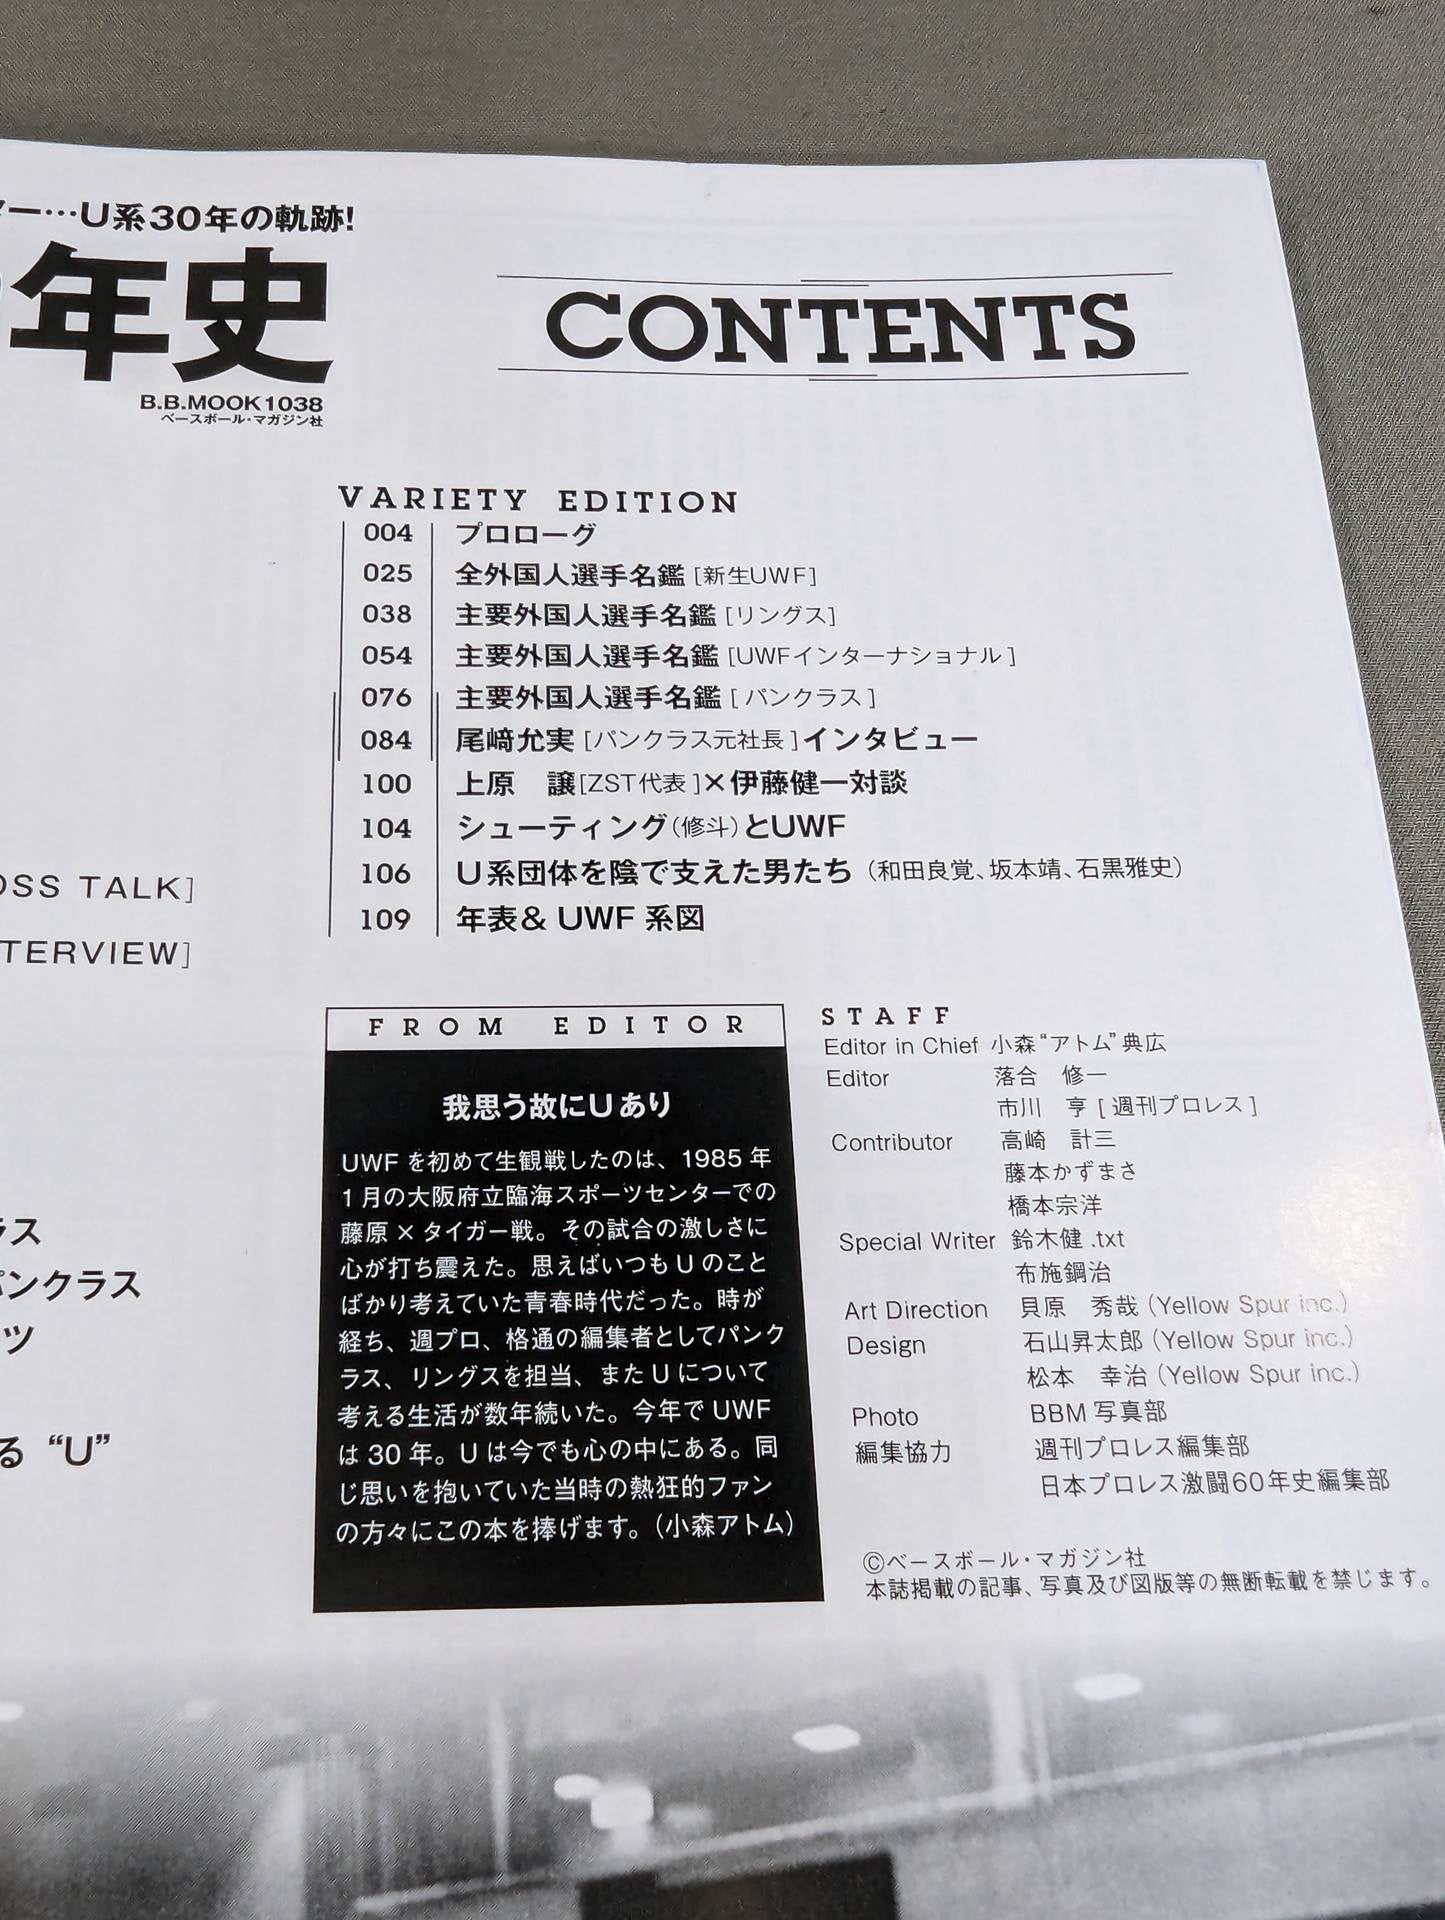 ー…U系30年の軌跡!
年史
B.B.MOOK1038
ベースボール・マガジン社
CONTENTS
VARIETY EDITION
004 プロローグ
025 全外国人選手名鑑[新生UWF]
038 主要外国人選手名鑑[リングス]
054 主要外国人選手名鑑[UWFインターナショナル]
076 主要外国人選手名鑑[パンクラス]
084 尾﨑允実[パンクラス元社長]インタビュー
100 上原 譲[ZST代表]×伊藤健一対談
104 シューティング(修斗)とUWF
106 U系団体を陰で支えた男たち(和田良覚、坂本靖、石黒雅史)
109 年表&UWF系図
OSS TALK]
TERVIEW]
ラス
パンクラス
ツ
る “U”
FROM EDITOR
我思う故にUあり
UWFを初めて生観戦したのは、1985年
1月の大阪府立臨海スポーツセンターでの
藤原×タイガー戦。その試合の激しさに
心が打ち震えた。思えばいつもUのこと
ばかり考えていた青春時代だった。時が
経ち、週プロ、格通の編集者としてパンク
ラス、リングスを担当、またUについて
考える生活が数年続いた。今年でUWF
は30年。Uは今でも心の中にある。同
じ思いを抱いていた当時の熱狂的ファン
の方々にこの本を捧げます。(小森アトム)
STAFF
Editor in Chief 小森“アトム”典広
Editor 落合 修一
市川 亨[週刊プロレス]
Contributor 高崎 計三
藤本かずまさ
橋本宗洋
Special Writer 鈴木健.txt
布施鋼治
Art Direction 貝原 秀哉(Yellow Spur inc.)
Design 石山昇太郎(Yellow Spur inc.)
松本 幸治(Yellow Spur inc.)
Photo BBM写真部
編集協力 週刊プロレス編集部
日本プロレス激闘60年史編集部
©ベースボール・マガジン社
本誌掲載の記事、写真及び図版等の無断転載を禁じます。